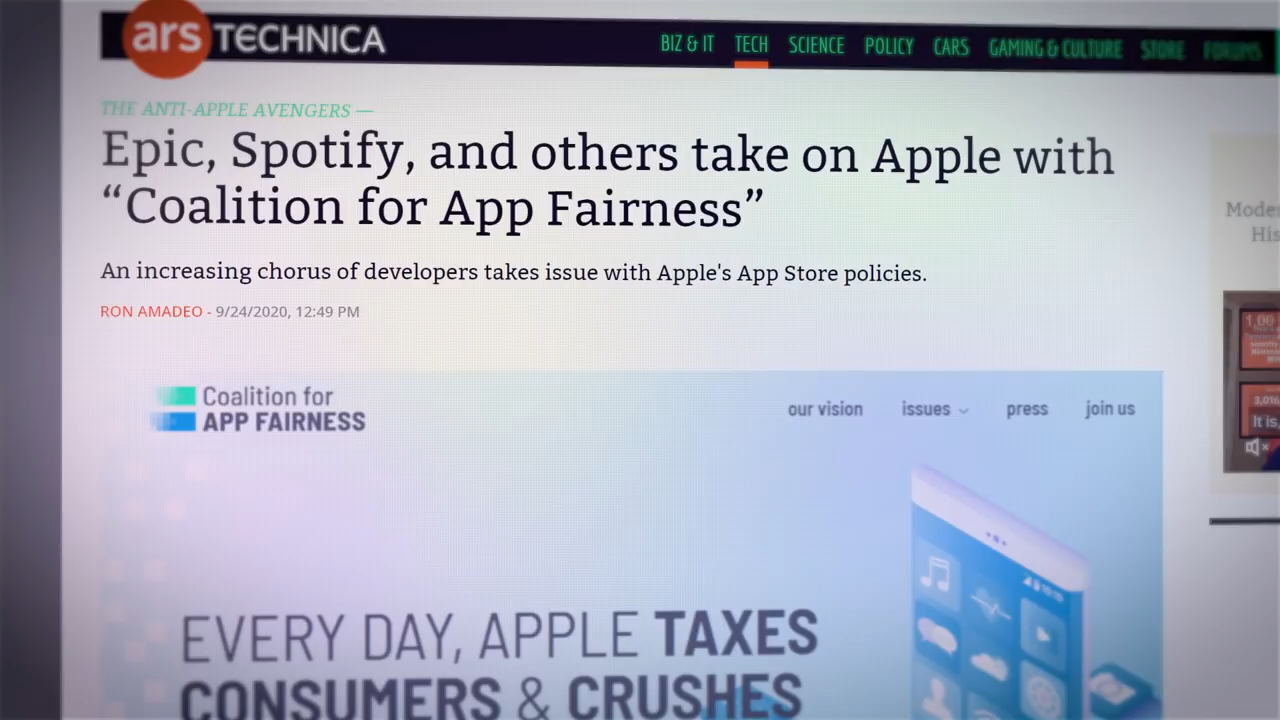 ars TECHNICA
BIZ & IT TECH SCIENCE POLICY CARS GAMING & CULTURE STORE FORUMS
THE ANTI-APPLE AVENGERS —
Epic, Spotify, and others take on Apple with
“Coalition for App Fairness”
An increasing chorus of developers takes issue with Apple's App Store policies.
RON AMADEO - 9/24/2020, 12:49 PM
Coalition for
APP FAIRNESS
our vision issues press join us
EVERY DAY, APPLE TAXES
CONSUMERS & CRUSHES
His
It is,